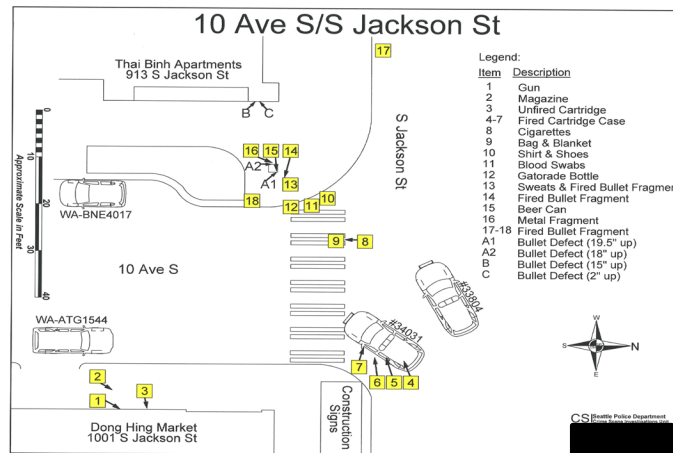 10 Ave S/S Jackson St
17
Thai Binh Apartments
913 S Jackson St
B
C
S Jackson St
Legend:
Item Description
1 Gun
2 Magazine
3 Unfired Cartridge
4-7 Fired Cartridge Case
8 Cigarettes
9 Bag & Blanket
10 Shirt & Shoes
11 Blood Swabs
12 Gatorade Bottle
13 Sweats & Fired Bullet Fragmen
14 Fired Bullet Fragment
15 Beer Can
16 Metal Fragment
17-18 Fired Bullet Fragment
A1 Bullet Defect (19.5" up)
A2 Bullet Defect (18" up)
B Bullet Defect (15" up)
C Bullet Defect (2" up)
0
10
20
30
40
Approximate Scale in Feet
16 15 14
A2
A1 13
18 12 11 10
WA-BNE4017
9 8
10 Ave S
#33804
#34031
WA-ATG1544
7 6 5 4
2
1
3
Dong Hing Market
1001 S Jackson St
Construction
Signs
W
S
N
E
CSI Seattle Police Department
Crime Scene Investigations Unit